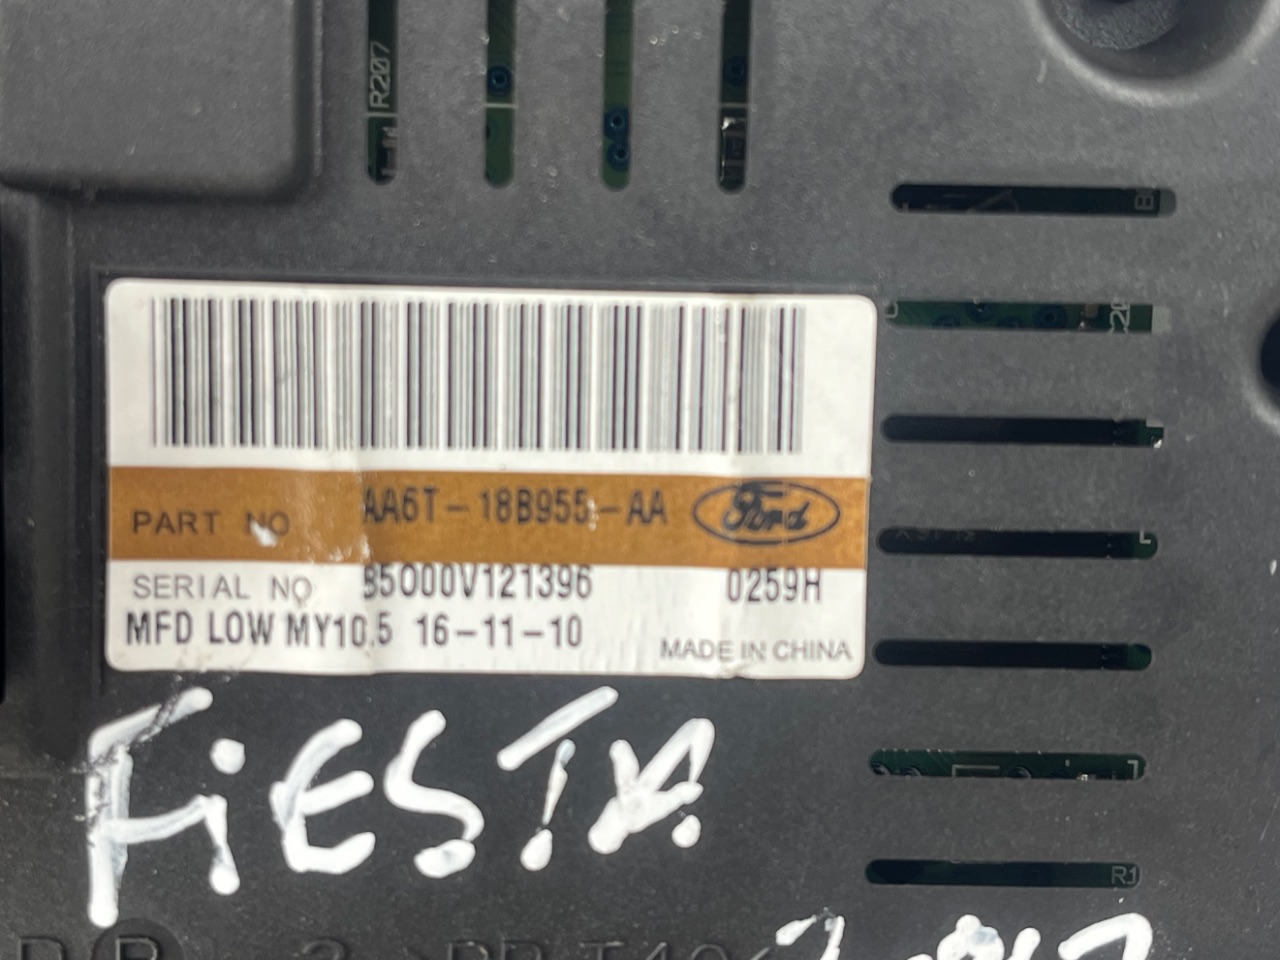 R207
PART NO AA6T-18B955-AA Ford
SERIAL NO B5000V121396 0259H
MFD LOW MY10.5 16-11-10
MADE IN CHINA
FiESTA
R1